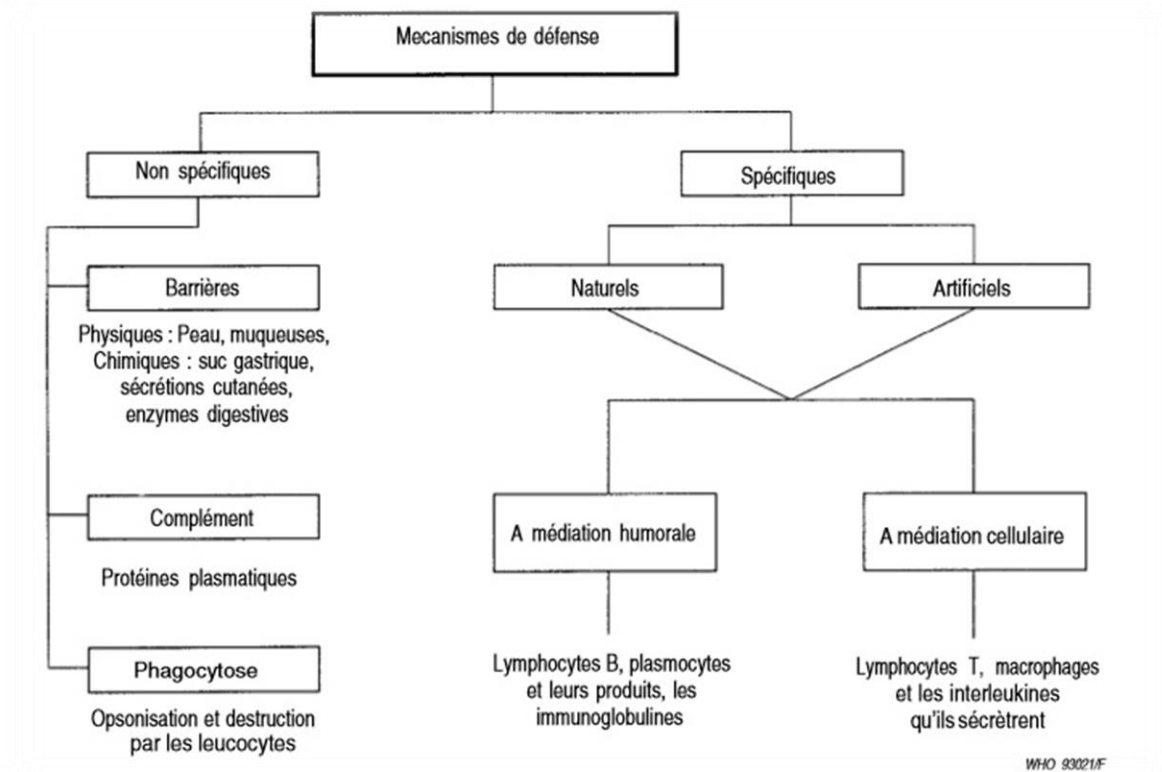 Mecanismes de défense
Non spécifiques
Spécifiques
Barrières
Physiques : Peau, muqueuses,
Chimiques : suc gastrique,
sécrétions cutanées,
enzymes digestives
Complément
Protéines plasmatiques
Phagocytose
Opsonisation et destruction
par les leucocytes
Naturels
Artificiels
A médiation humorale
Lymphocytes B, plasmocytes
et leurs produits, les
immunoglobulines
A médiation cellulaire
Lymphocytes T, macrophages
et les interleukines
qu'ils sécrètrent
WHO 93021/F